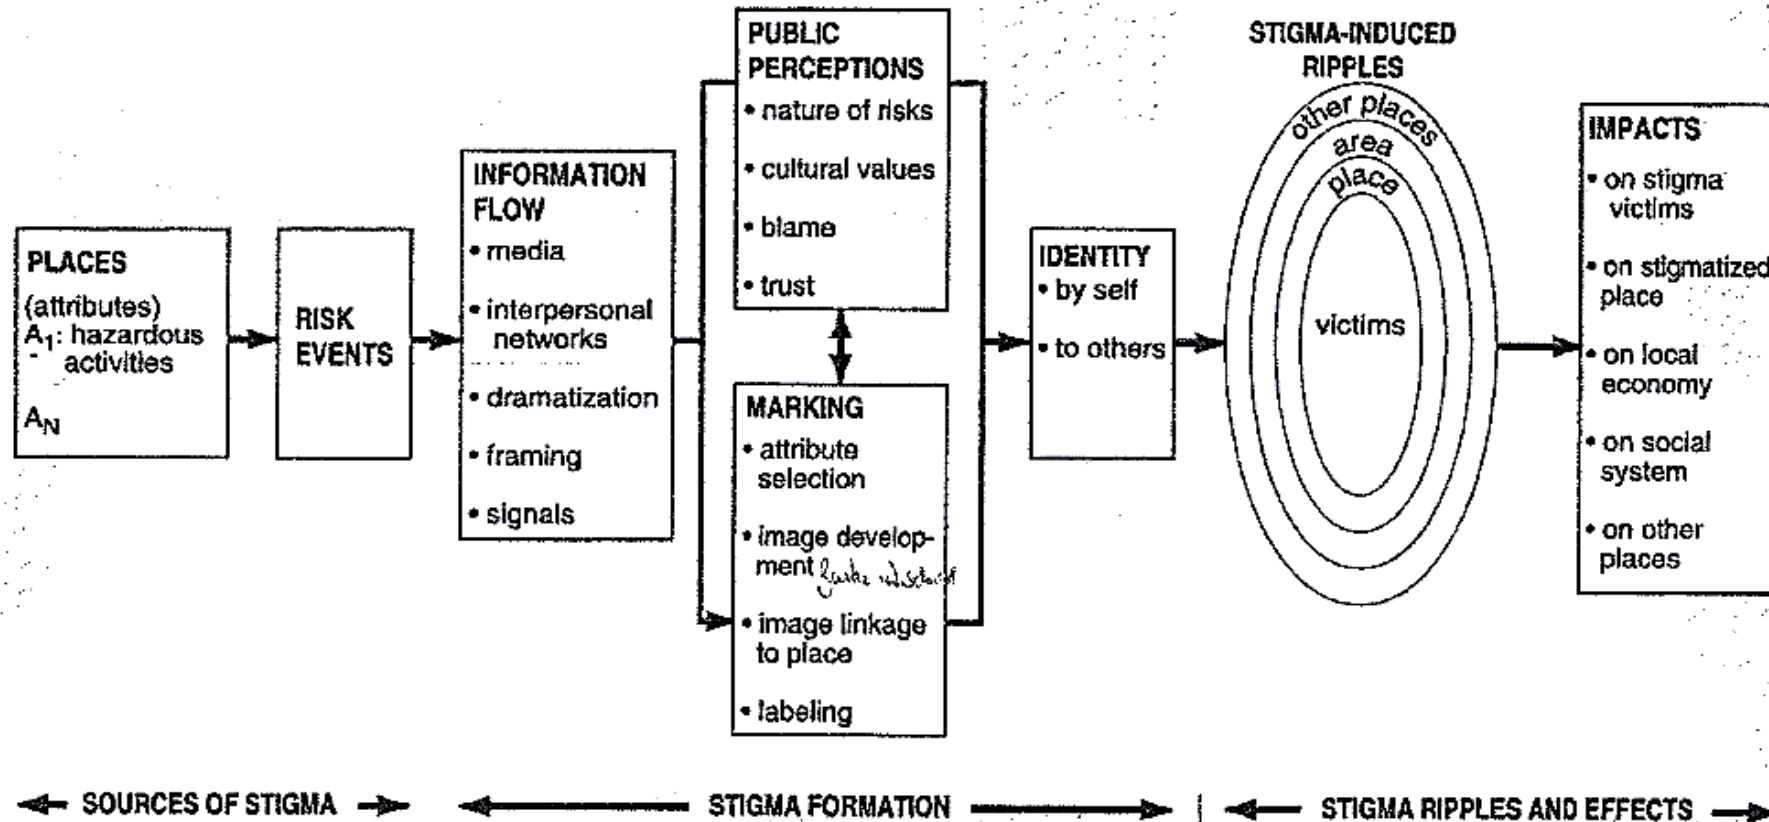 PLACES
(attributes)
A1: hazardous
activities
AN
RISK
EVENTS
INFORMATION
FLOW
• media
• interpersonal
networks
• dramatization
• framing
• signals
PUBLIC
PERCEPTIONS
• nature of risks
• cultural values
• blame
• trust
MARKING
• attribute
selection
• image develop-
ment
• image linkage
to place
• labeling
IDENTITY
• by self
• to others
STIGMA-INDUCED
RIPPLES
other places
area
place
victims
IMPACTS
• on stigma
victims
• on stigmatized
place
• on local
economy
• on social
system
• on other
places
SOURCES OF STIGMA
STIGMA FORMATION
STIGMA RIPPLES AND EFFECTS